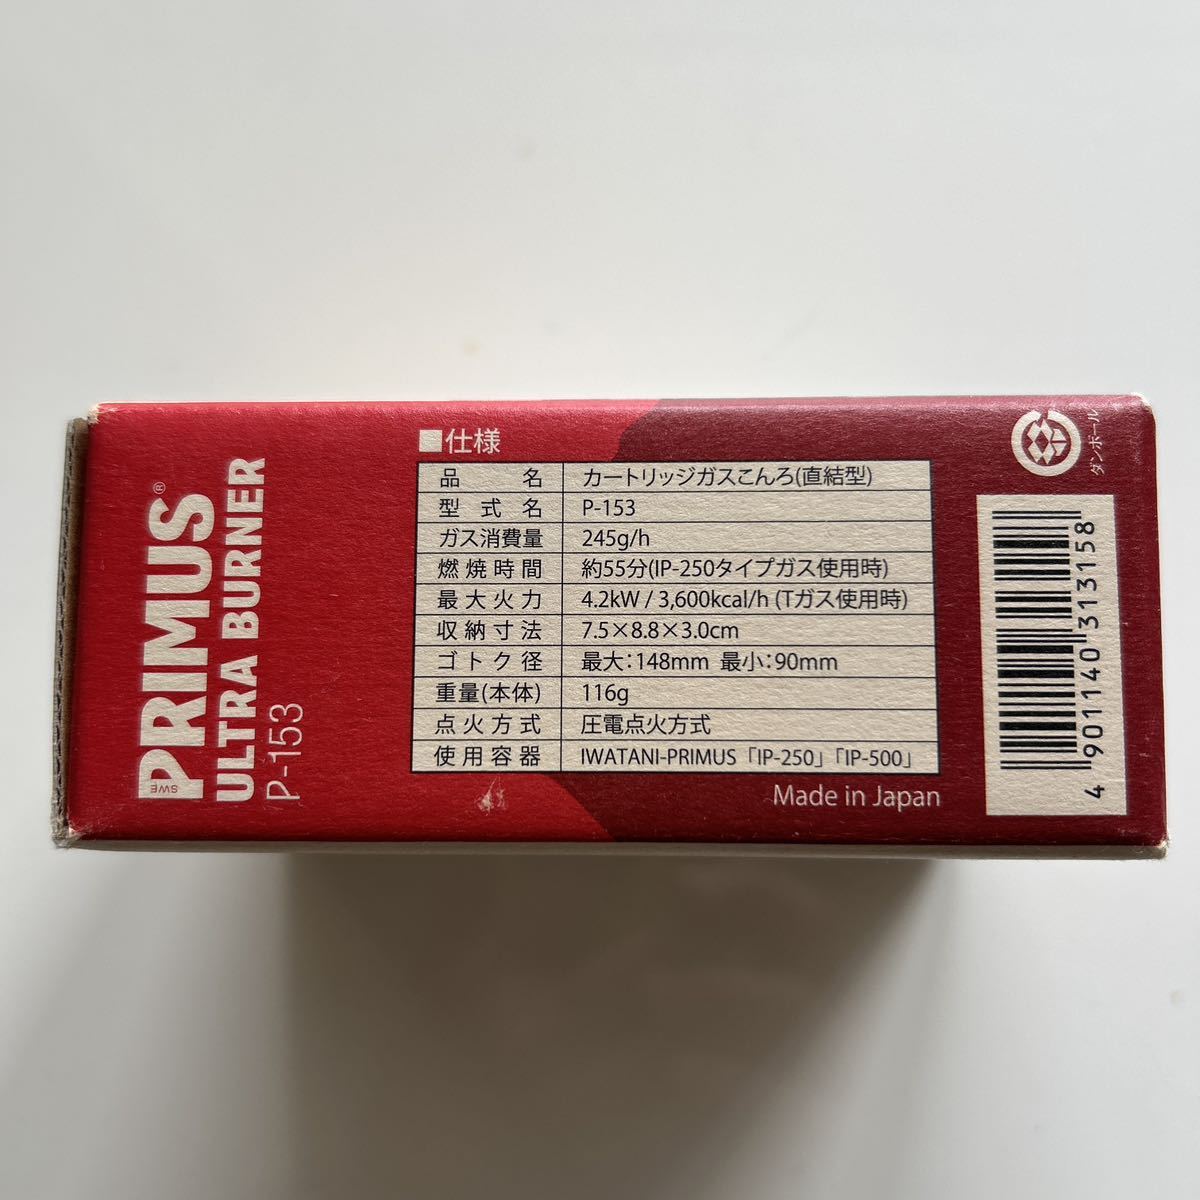 PRIMUS®
SWE
ULTRA BURNER
P-153
■仕様
品名 カートリッジガスこんろ(直結型)
型式名 P-153
ガス消費量 245g/h
燃焼時間 約55分(IP-250タイプガス使用時)
最大火力 4.2kW / 3,600kcal/h (Tガス使用時)
収納寸法 7.5×8.8×3.0cm
ゴトク径 最大:148mm 最小:90mm
重量(本体) 116g
点火方式 圧電点火方式
使用容器 IWATANI-PRIMUS「IP-250」「IP-500」
Made in Japan
ダンボール
4 901140 313158